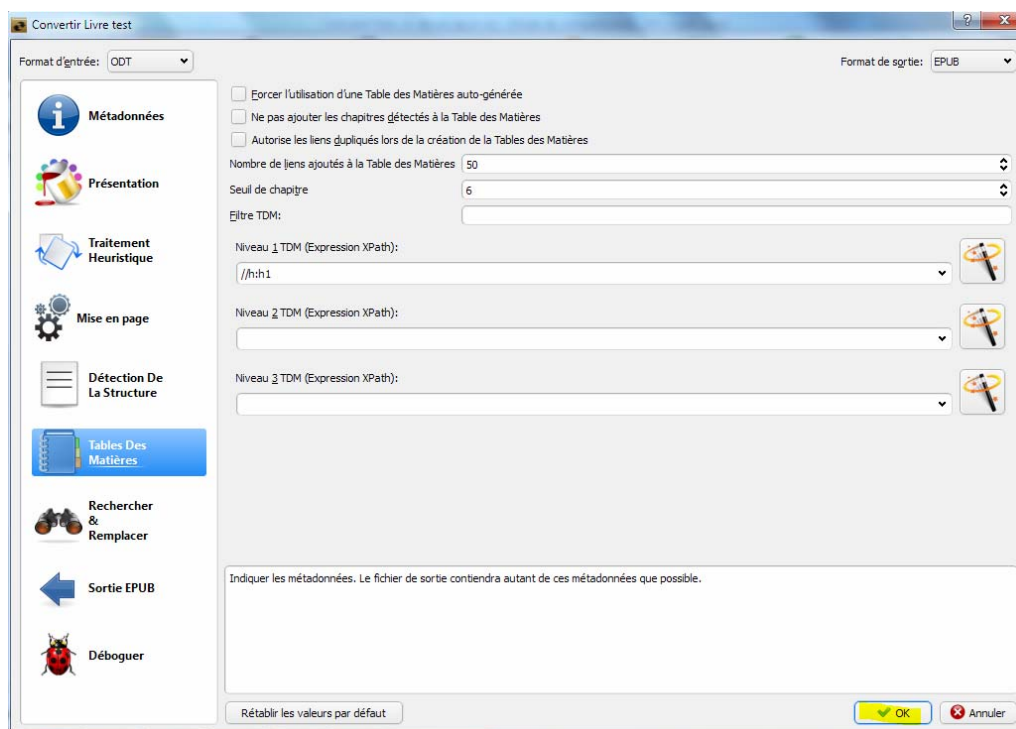 Convertir Livre test
Format d'entrée: ODT
Format de sortie: EPUB
Métadonnées
Présentation
Traitement
Heuristique
Mise en page
Détection De
La Structure
Tables Des
Matières
Rechercher
&
Remplacer
Sortie EPUB
Déboguer
Forcer l'utilisation d'une Table des Matières auto-générée
Ne pas ajouter les chapitres détectés à la Table des Matières
Autorise les liens dupliqués lors de la création de la Tables des Matières
Nombre de liens ajoutés à la Table des Matières 50
Seuil de chapitre 6
Filtre TDM:
Niveau 1 TDM (Expression XPath):
//h:h1
Niveau 2 TDM (Expression XPath):
Niveau 3 TDM (Expression XPath):
Indiquer les métadonnées. Le fichier de sortie contiendra autant de ces métadonnées que possible.
Rétablir les valeurs par défaut
OK
Annuler